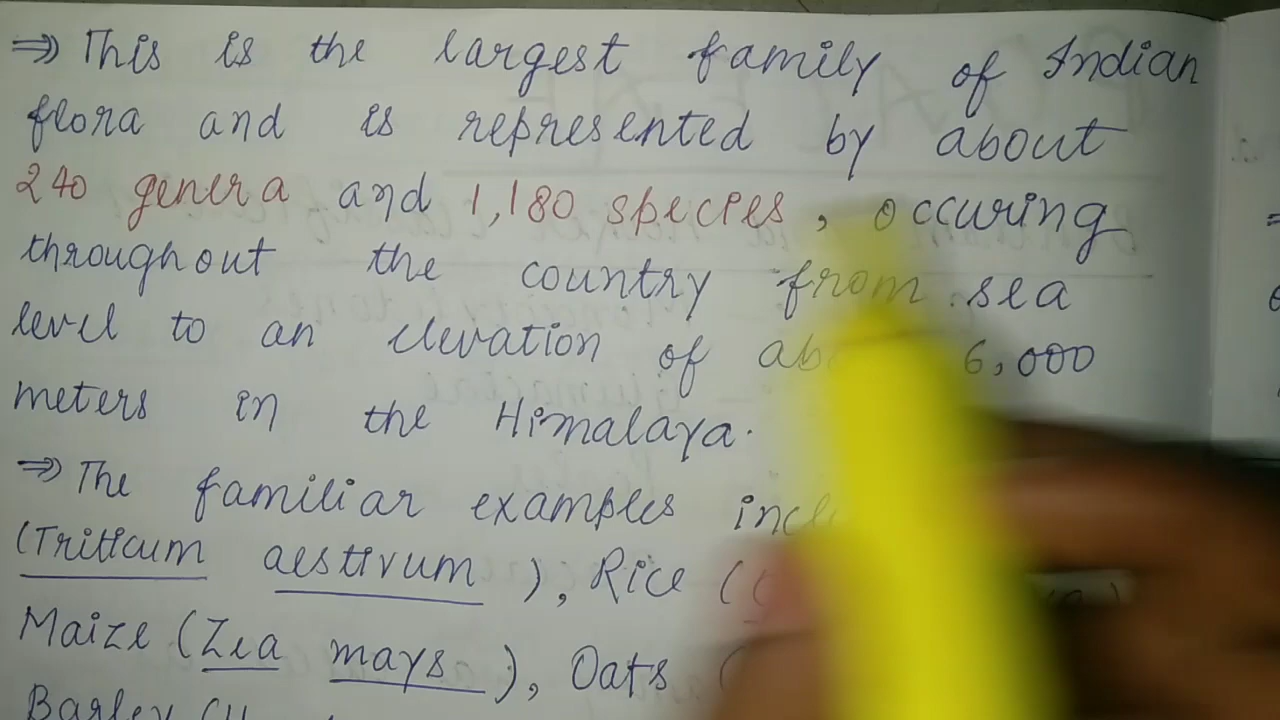 ⇒ This is the largest family of Indian
flora and is represented by about
240 genera and 1,180 species, occuring
throughout the country from sea
level to an elevation of 6,000
meters in the Himalaya.
⇒ The familiar examples
(Triticum aestivum), Rice (
Maize (Zea mays), Oats (
Barley (